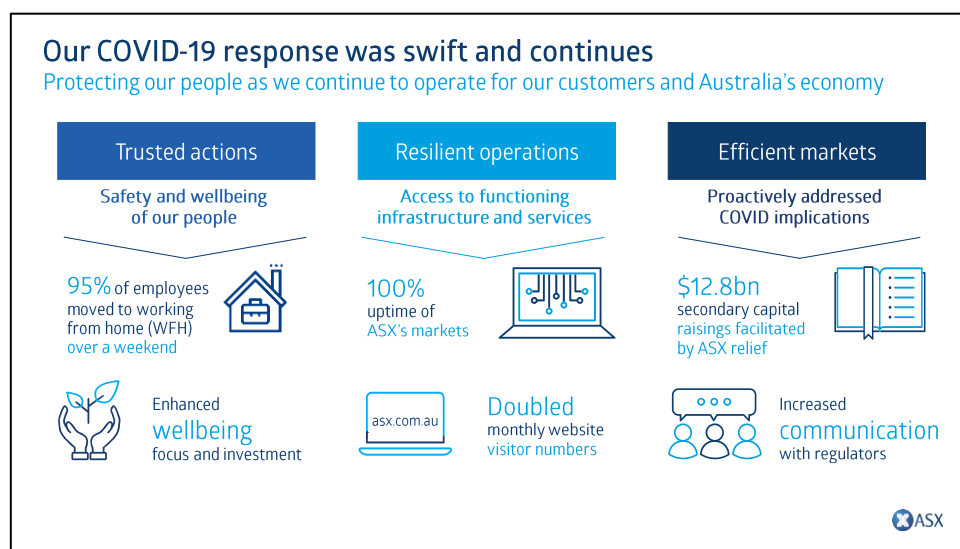 Our COVID-19 response was swift and continues
Protecting our people as we continue to operate for our customers and Australia's economy
Trusted actions
Safety and wellbeing
of our people
95% of employees
moved to working
from home (WFH)
over a weekend
Enhanced
wellbeing
focus and investment
Resilient operations
Access to functioning
infrastructure and services
100%
uptime of
ASX's markets
asx.com.au
Doubled
monthly website
visitor numbers
Efficient markets
Proactively addressed
COVID implications
$12.8bn
secondary capital
raisings facilitated
by ASX relief
Increased
communication
with regulators
ASX